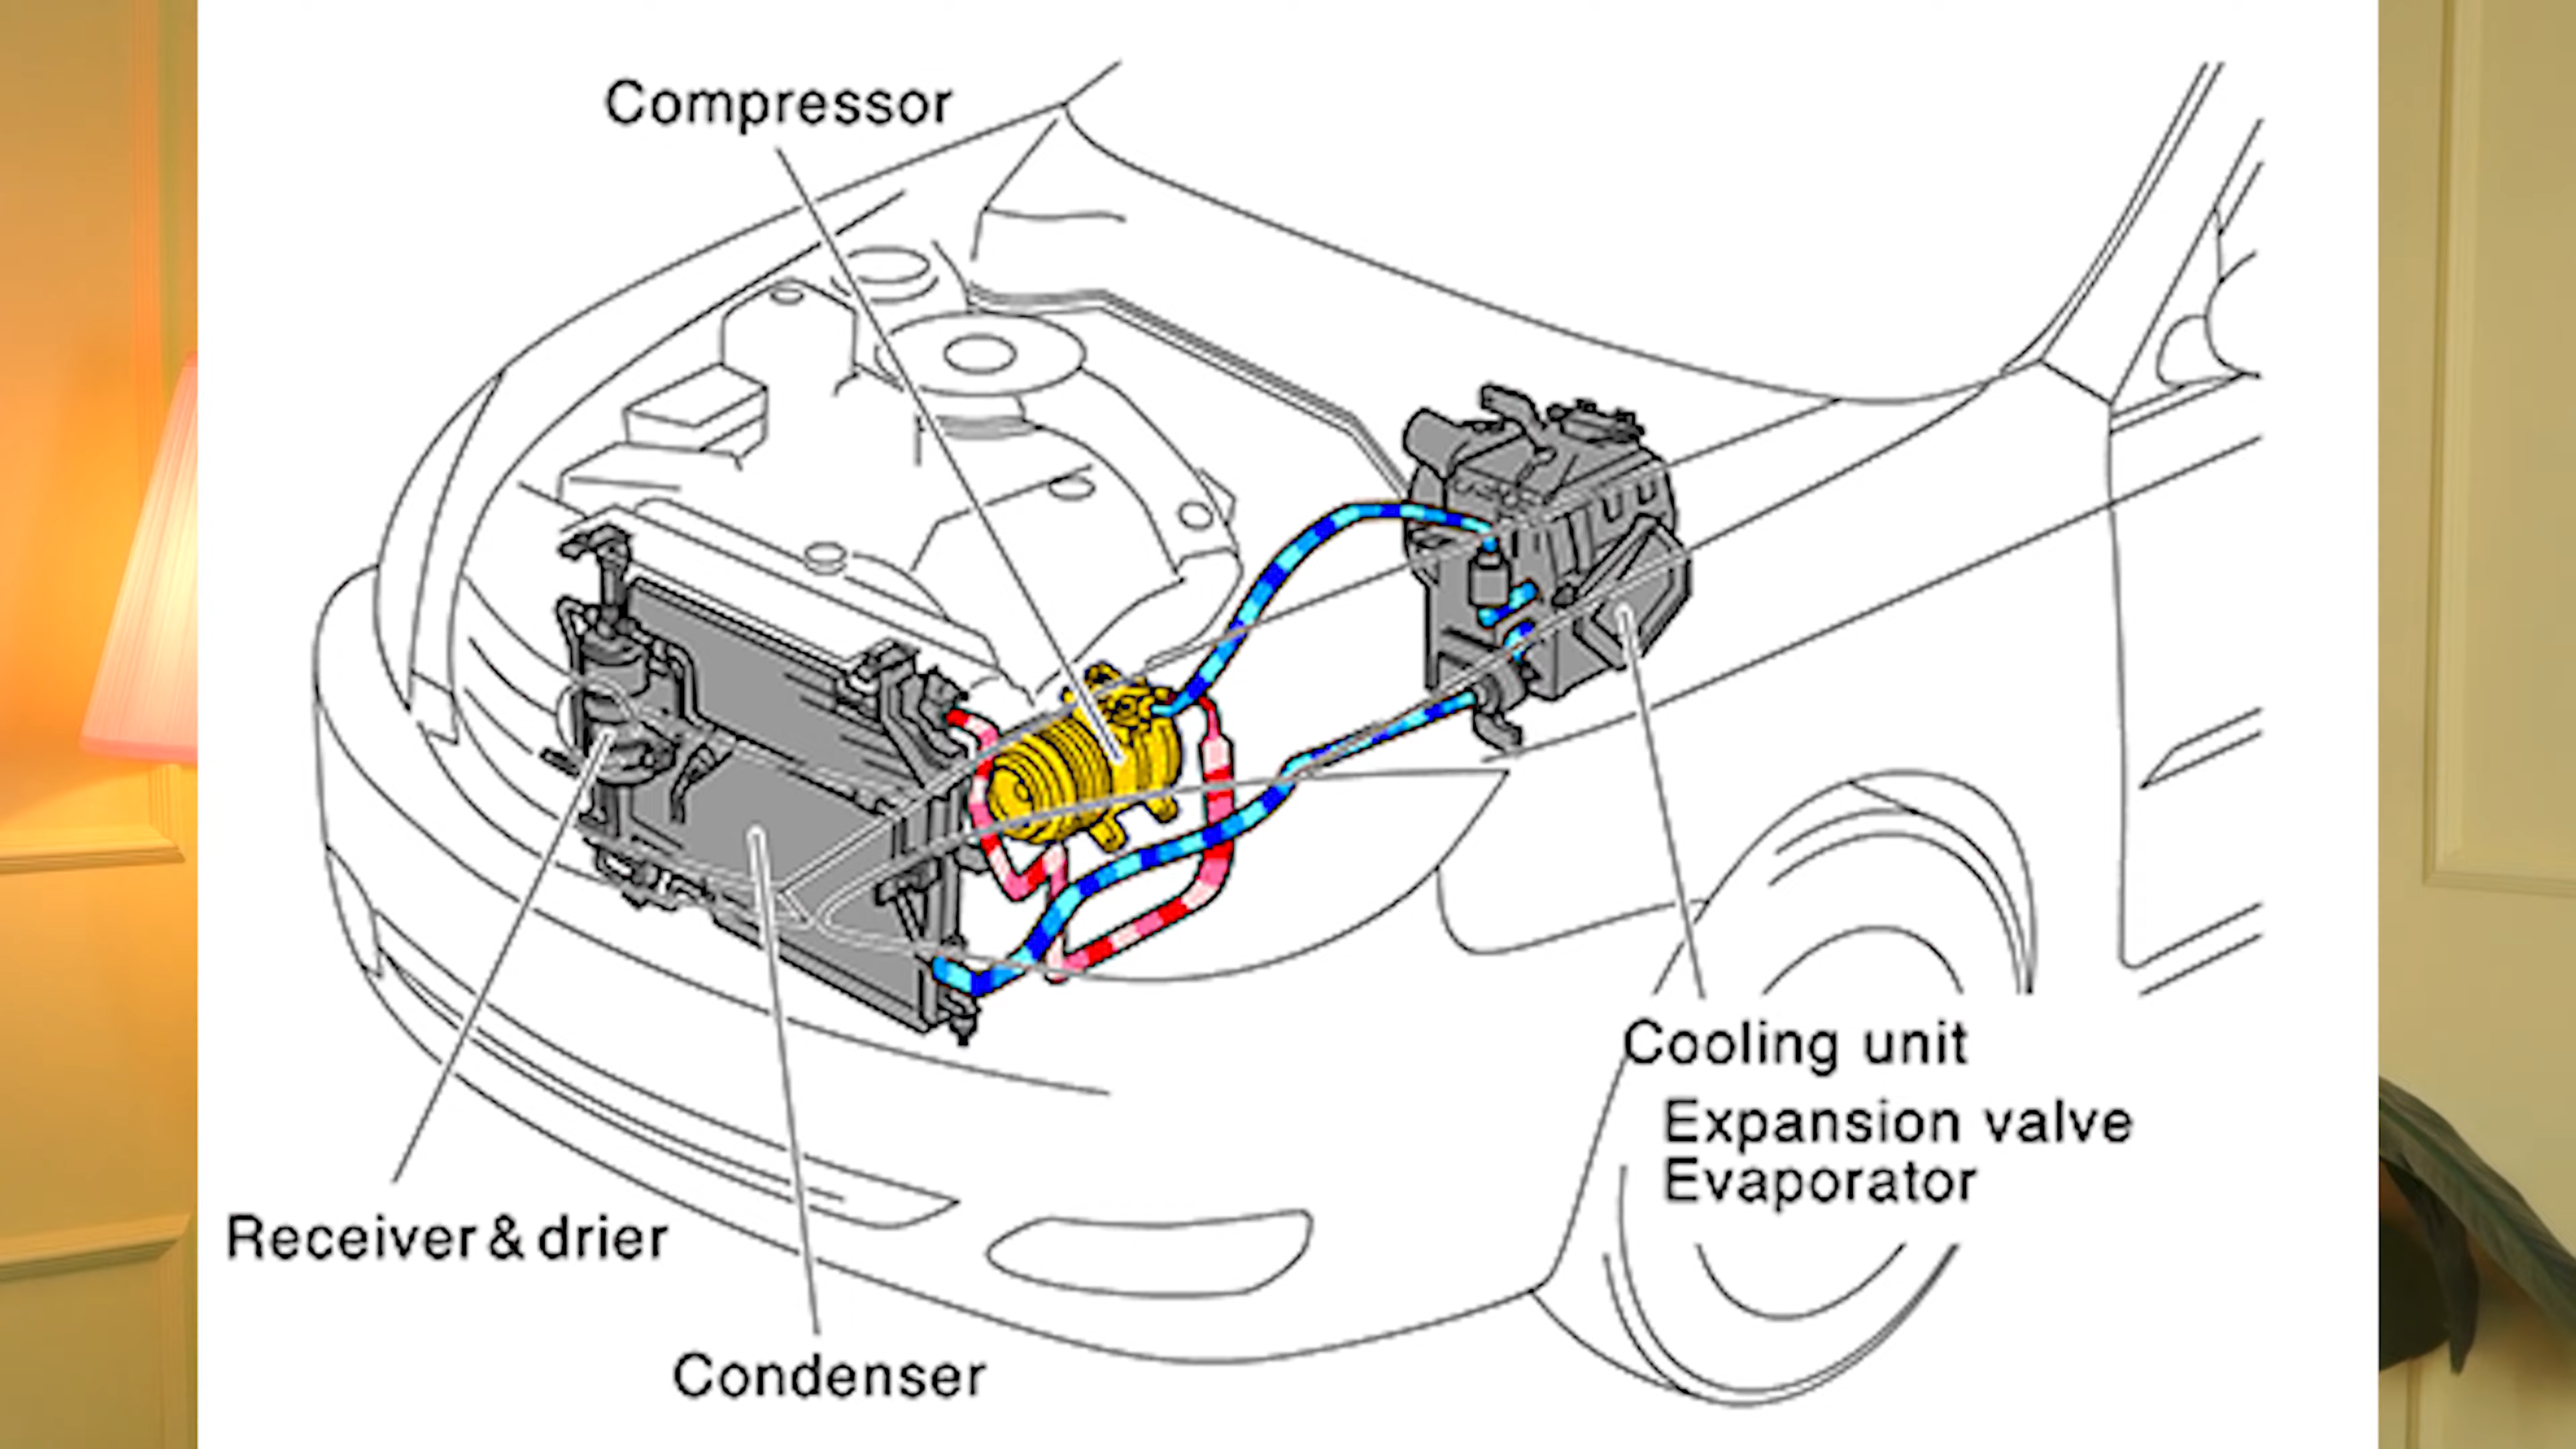 Compressor
Cooling unit
Expansion valve
Evaporator
Receiver & drier
Condenser